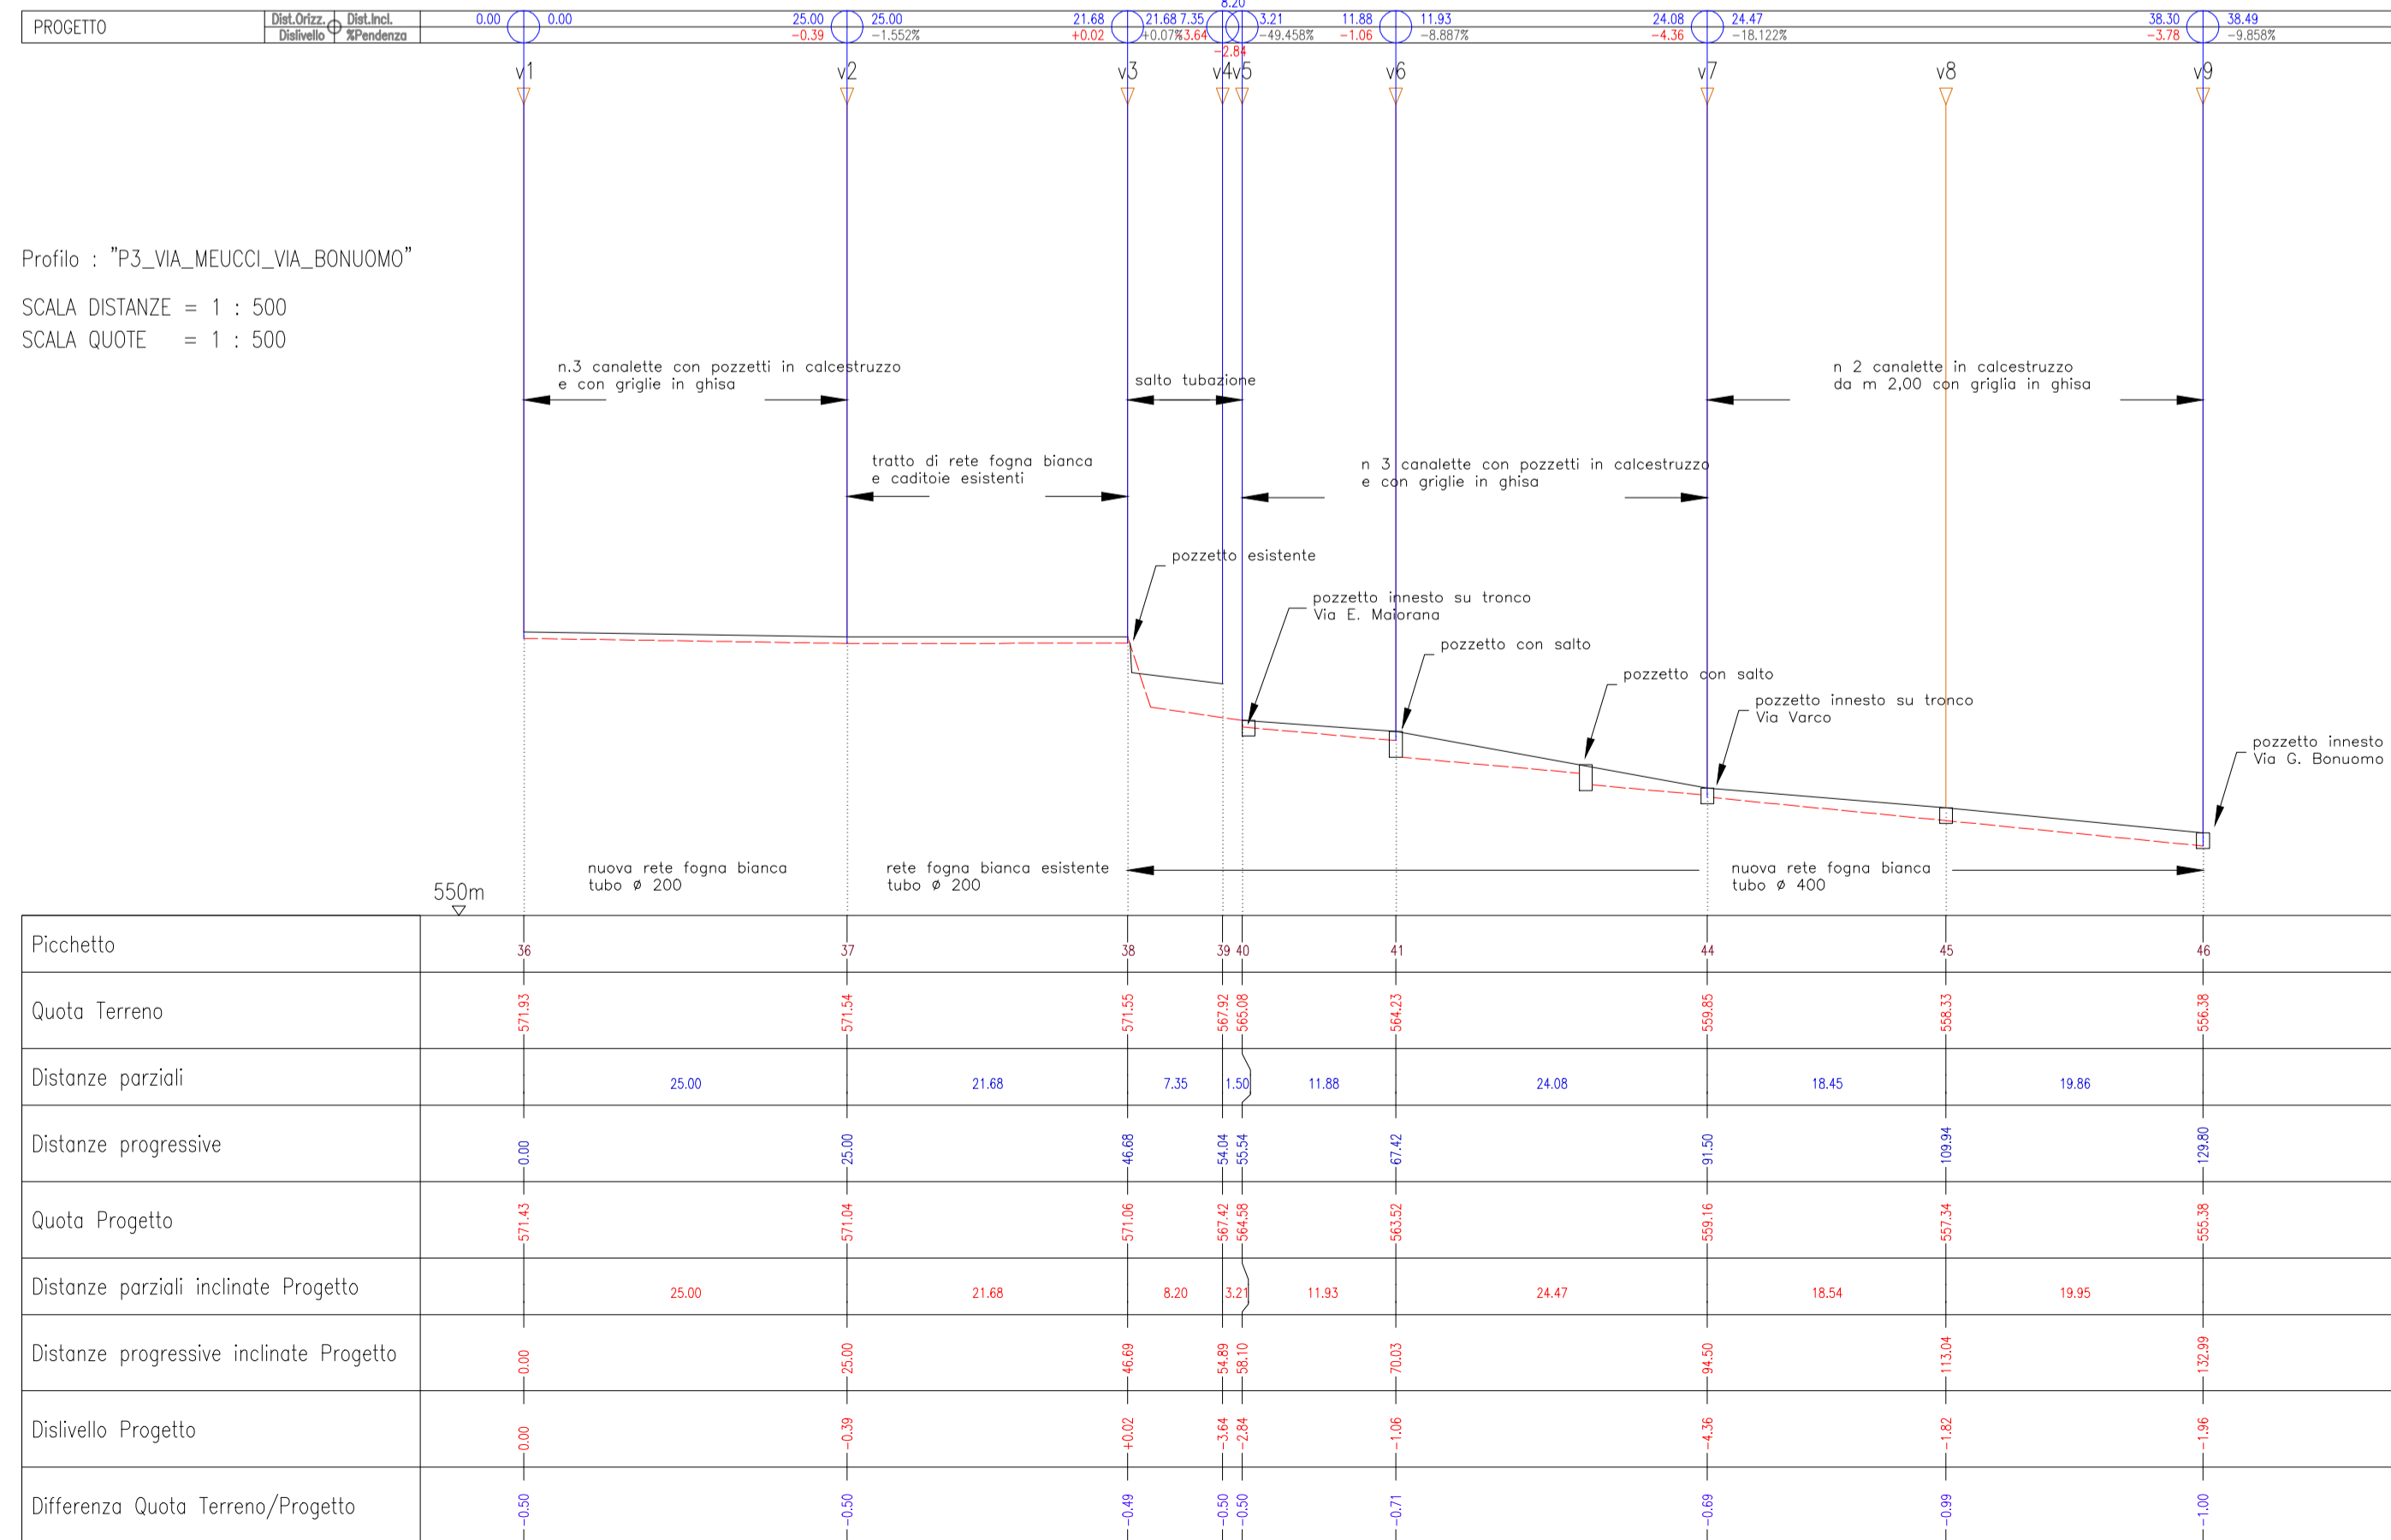 PROGETTO
Dist.Orizz. Dist.Incl.
Dislivello %Pendenza
0.00 0.00 25.00 25.00 21.68 21.68 7.35 8.20 3.21 11.88 11.93 24.08 24.47 38.30 38.49
-0.39 -1.552% +0.02 +0.07% 3.64 -2.84 -49.458% -1.06 -8.887% -4.36 -18.122% -3.78 -9.858%
v1 v2 v3 v4 v5 v6 v7 v8 v9
Profilo : "P3_VIA_MEUCCI_VIA_BONUOMO"
SCALA DISTANZE = 1 : 500
SCALA QUOTE = 1 : 500
n.3 canalette con pozzetti in calcestruzzo
e con griglie in ghisa
salto tubazione
n 2 canalette in calcestruzzo
da m 2,00 con griglia in ghisa
tratto di rete fogna bianca
e caditoie esistenti
n 3 canalette con pozzetti in calcestruzzo
e con griglie in ghisa
pozzetto esistente
pozzetto innesto su tronco
Via E. Maiorana
pozzetto con salto
pozzetto con salto
pozzetto innesto su tronco
Via Varco
pozzetto innesto
Via G. Bonuomo
nuova rete fogna bianca
tubo ø 200
rete fogna bianca esistente
tubo ø 200
nuova rete fogna bianca
tubo ø 400
550m
Picchetto 36 37 38 39 40 41 44 45 46
Quota Terreno 571.93 571.54 571.55 567.92 565.08 564.23 559.85 558.33 556.38
Distanze parziali 25.00 21.68 7.35 1.50 11.88 24.08 18.45 19.86
Distanze progressive 0.00 25.00 46.68 54.04 55.54 67.42 91.50 109.94 129.80
Quota Progetto 571.43 571.04 571.06 567.42 564.58 563.52 559.16 557.34 555.38
Distanze parziali inclinate Progetto 25.00 21.68 8.20 3.21 11.93 24.47 18.54 19.95
Distanze progressive inclinate Progetto 0.00 25.00 46.69 54.89 58.10 70.03 94.50 113.04 132.99
Dislivello Progetto 0.00 -0.39 +0.02 -3.64 -2.84 -1.06 -4.36 -1.82 -1.96
Differenza Quota Terreno/Progetto -0.50 -0.50 -0.49 -0.50 -0.50 -0.71 -0.69 -0.99 -1.00